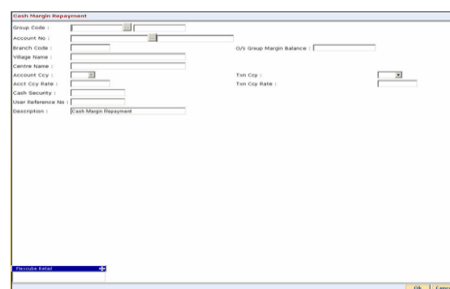 Cash Margin Repayment
Group Code :
Account No :
Branch Code : O/s Group Margin Balance :
Village Name :
Centre Name :
Account Ccy : Txn Ccy :
Acct Ccy Rate : Txn Ccy Rate :
Cash Security :
User Reference No :
Description : Cash Margin Repayment
Flexcube Retail
Ok Cancel